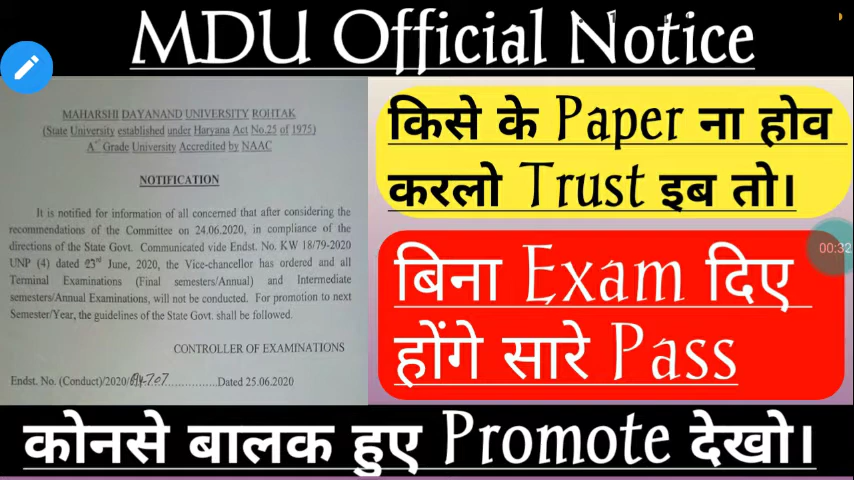 MDU Official Notice
MAHARSHI DAYANAND UNIVERSITY ROHTAK
(State University established under Haryana Act No.25 of 1975)
A+ Grade University Accredited by NAAC
NOTIFICATION
It is notified for information of all concerned that after considering the
recommendations of the Committee on 24.06.2020, in compliance of the
directions of the State Govt. Communicated vide Endst. No. KW 18/79-2020
UNP (4) dated 23rd June, 2020, the Vice-chancellor has ordered and all
Terminal Examinations (Final semesters/Annual) and Intermediate
semesters/Annual Examinations, will not be conducted. For promotion to next
Semester/Year, the guidelines of the State Govt. shall be followed.
CONTROLLER OF EXAMINATIONS
Endst. No. (Conduct)/2020/ ................Dated 25.06.2020
किसे के Paper ना होव
करलो Trust इब तो।
00:32
बिना Exam दिए
होंगे सारे Pass
कोनसे बालक हुए Promote देखो।